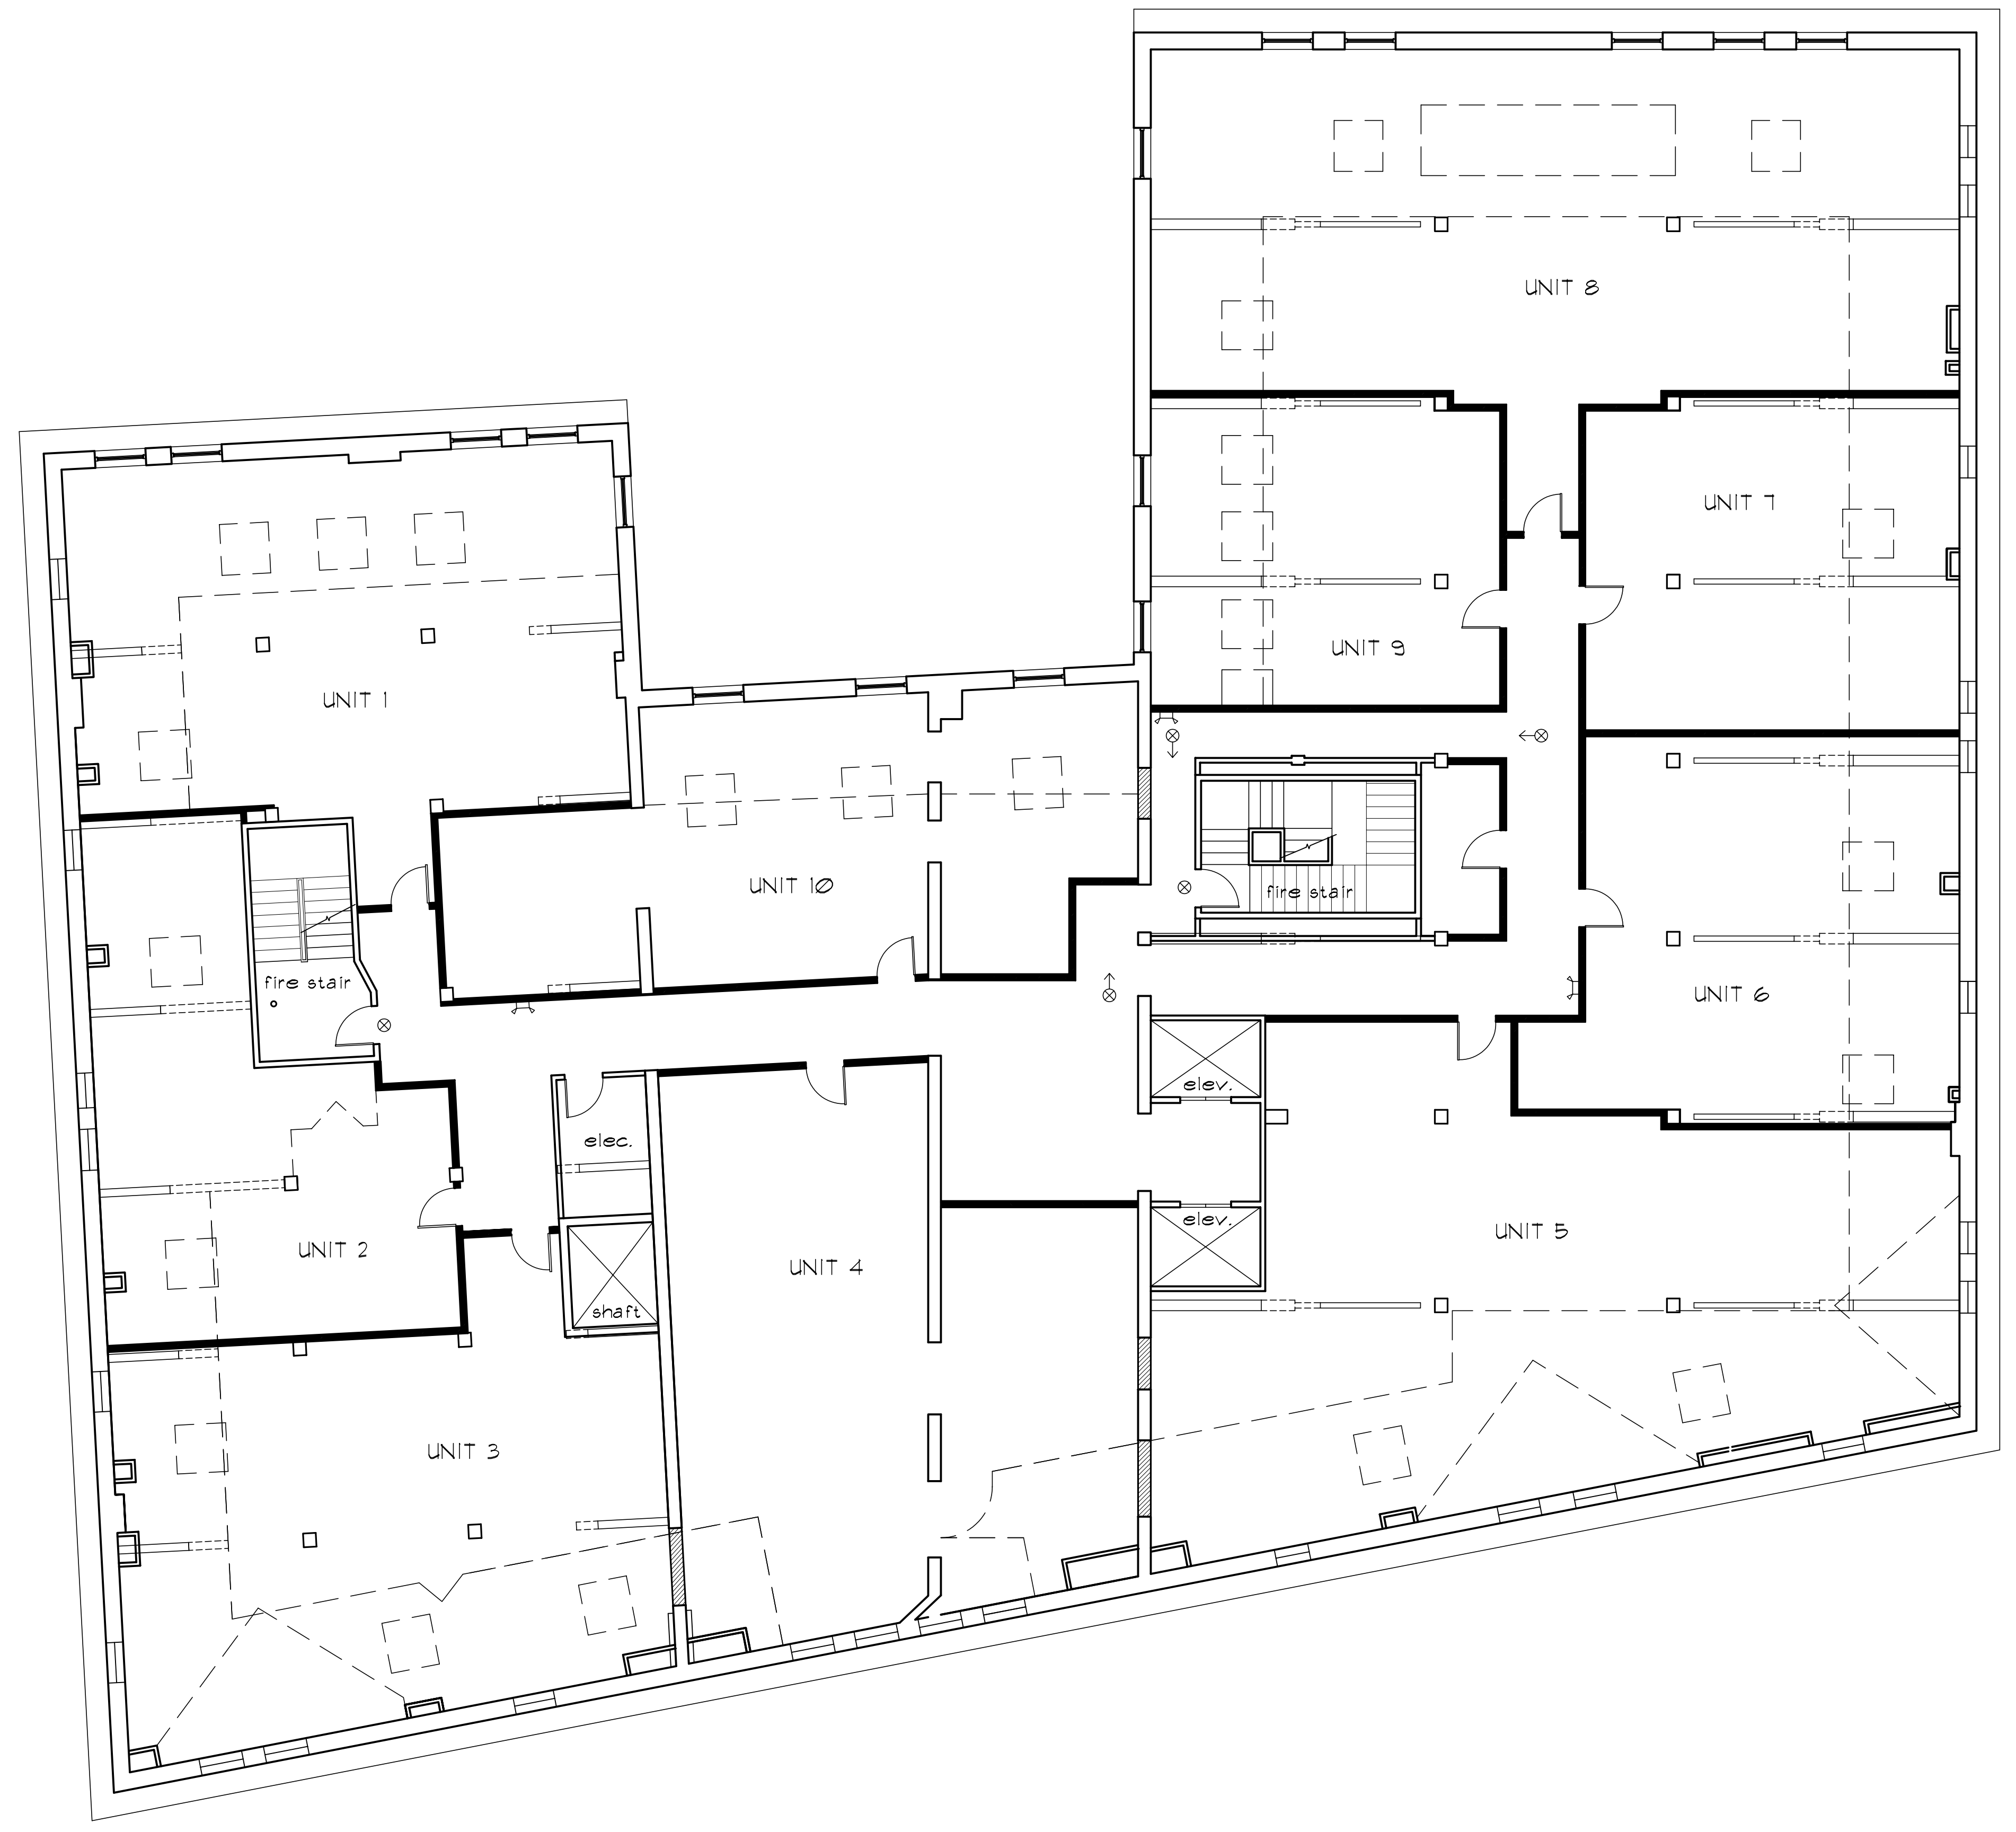 UNIT 8
UNIT 7
UNIT 9
UNIT 1
UNIT 10
fire stair
fire stair
UNIT 6
elev.
elec.
elev.
UNIT 5
UNIT 2
UNIT 4
shaft
UNIT 3